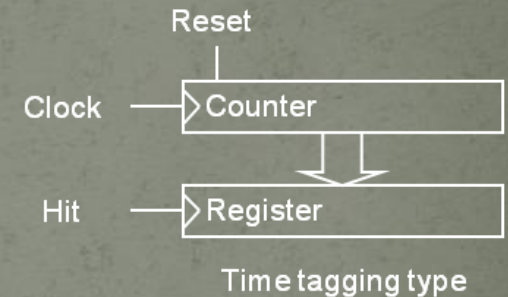 Reset
Clock
Counter
Hit
Register
Time tagging type